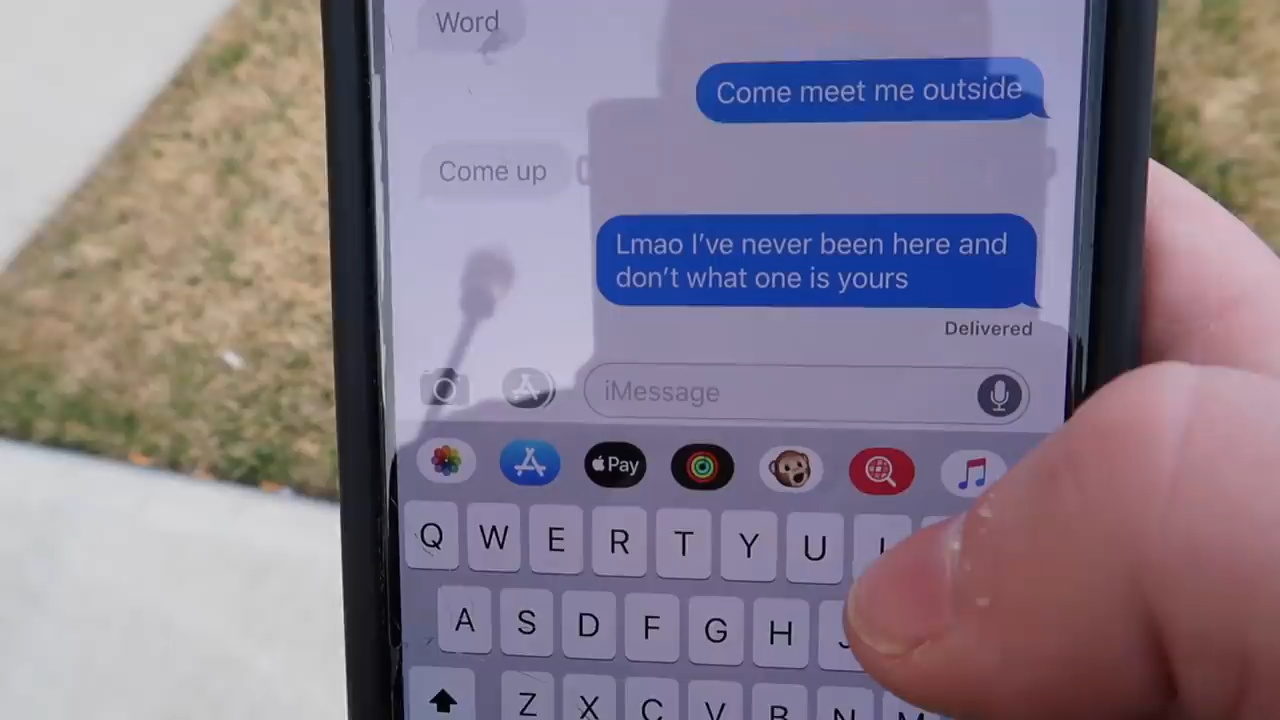 Word
Come meet me outside
Come up
Lmao I've never been here and
don't what one is yours
Delivered
iMessage
Pay
Q W E R T Y U
A S D F G H J
Z X C V B N M